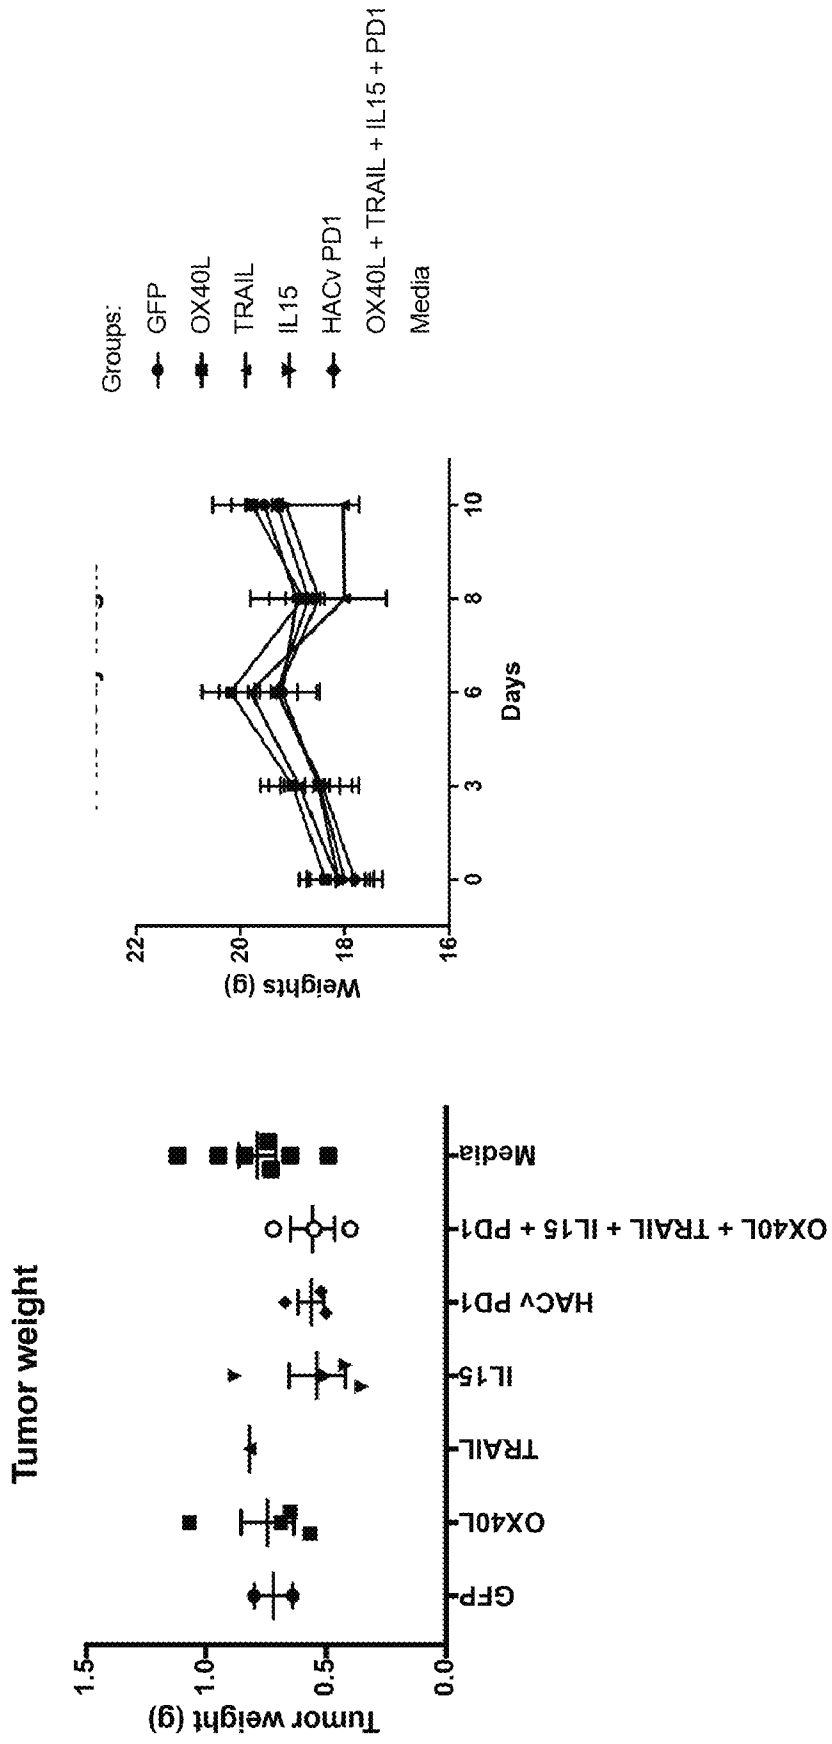 Tumor weight
Tumor weight (g)
1.5
1.0
0.5
0.0
GFP
OX40L
TRAIL
IL15
HACv PD1
OX40L + TRAIL + IL15 + PD1
Media
Weights (g)
22
20
18
16
0
3
6
8
10
Days
Groups:
GFP
OX40L
TRAIL
IL15
HACv PD1
OX40L + TRAIL + IL15 + PD1
Media